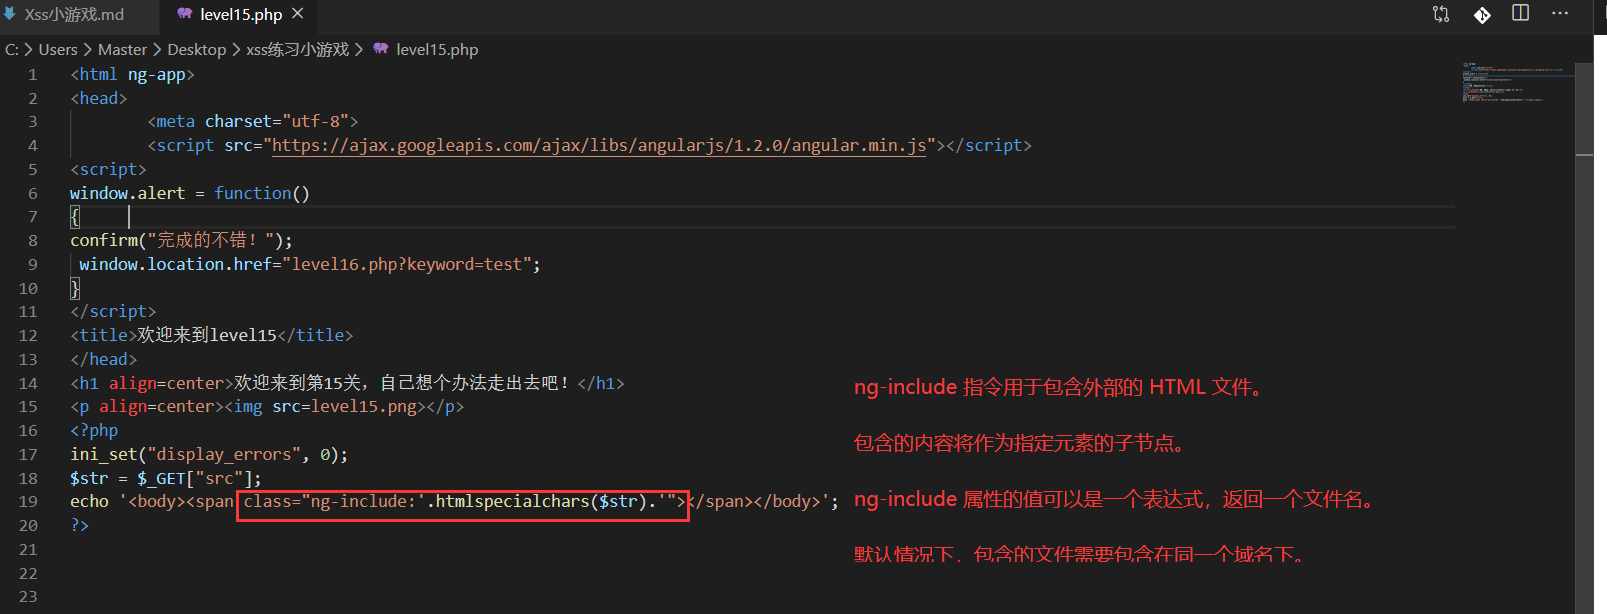 Xss小游戏.md
level15.php
C: > Users > Master > Desktop > xss练习小游戏 > level15.php
1 <html ng-app>
2 <head>
3 <meta charset="utf-8">
4 <script src="https://ajax.googleapis.com/ajax/libs/angularjs/1.2.0/angular.min.js"></script>
5 <script>
6 window.alert = function()
7 {
8 confirm("完成的不错！");
9 window.location.href="level16.php?keyword=test";
10 }
11 </script>
12 <title>欢迎来到level15</title>
13 </head>
14 <h1 align=center>欢迎来到第15关，自己想个办法走出去吧！</h1>
15 <p align=center><img src=level15.png></p>
16 <?php
17 ini_set("display_errors", 0);
18 $str = $_GET["src"];
19 echo '<body><span class="ng-include:'.htmlspecialchars($str).'"></span></body>';
20 ?>
21
22
23
ng-include 指令用于包含外部的 HTML 文件。
包含的内容将作为指定元素的子节点。
ng-include 属性的值可以是一个表达式，返回一个文件名。
默认情况下，包含的文件需要包含在同一个域名下。